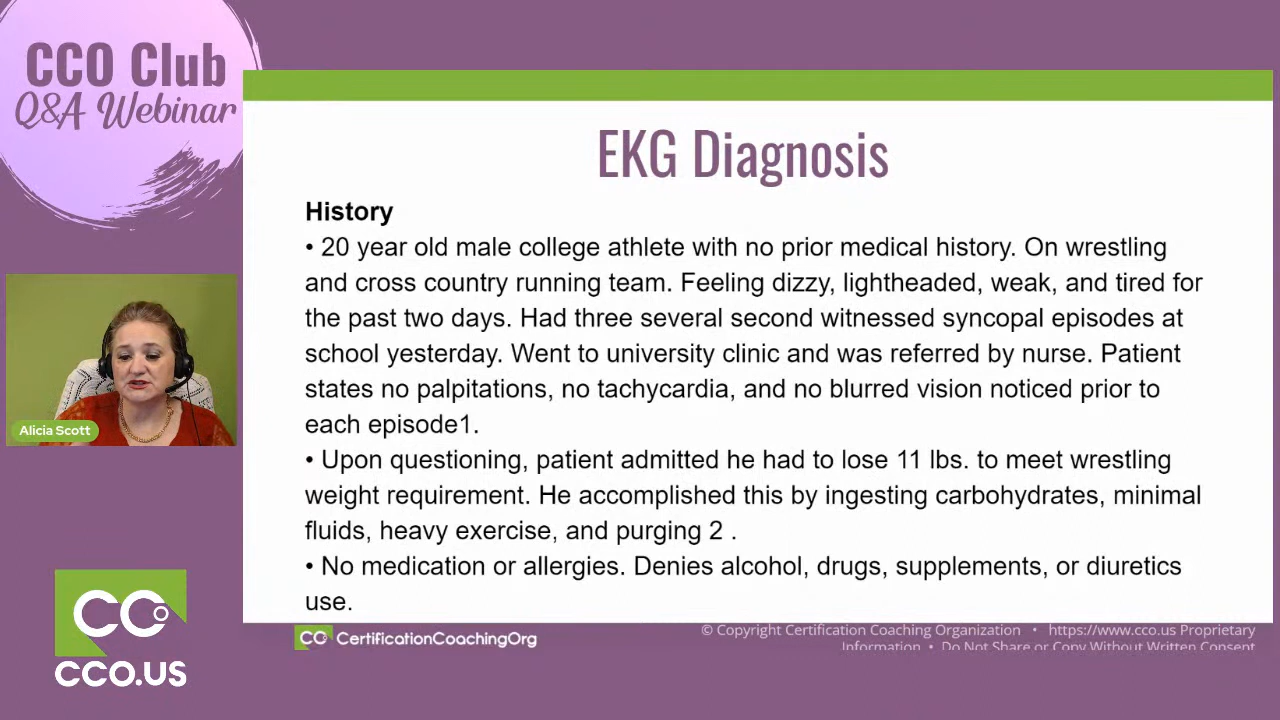 CCO Club
Q&A Webinar
EKG Diagnosis
History
• 20 year old male college athlete with no prior medical history. On wrestling
and cross country running team. Feeling dizzy, lightheaded, weak, and tired for
the past two days. Had three several second witnessed syncopal episodes at
school yesterday. Went to university clinic and was referred by nurse. Patient
states no palpitations, no tachycardia, and no blurred vision noticed prior to
each episode1.
• Upon questioning, patient admitted he had to lose 11 lbs. to meet wrestling
weight requirement. He accomplished this by ingesting carbohydrates, minimal
fluids, heavy exercise, and purging 2 .
• No medication or allergies. Denies alcohol, drugs, supplements, or diuretics
use.
Alicia Scott
CCO
CCO.US
CCO CertificationCoachingOrg
© Copyright Certification Coaching Organization • https://www.cco.us Proprietary
Information • Do Not Share or Copy Without Written Consent